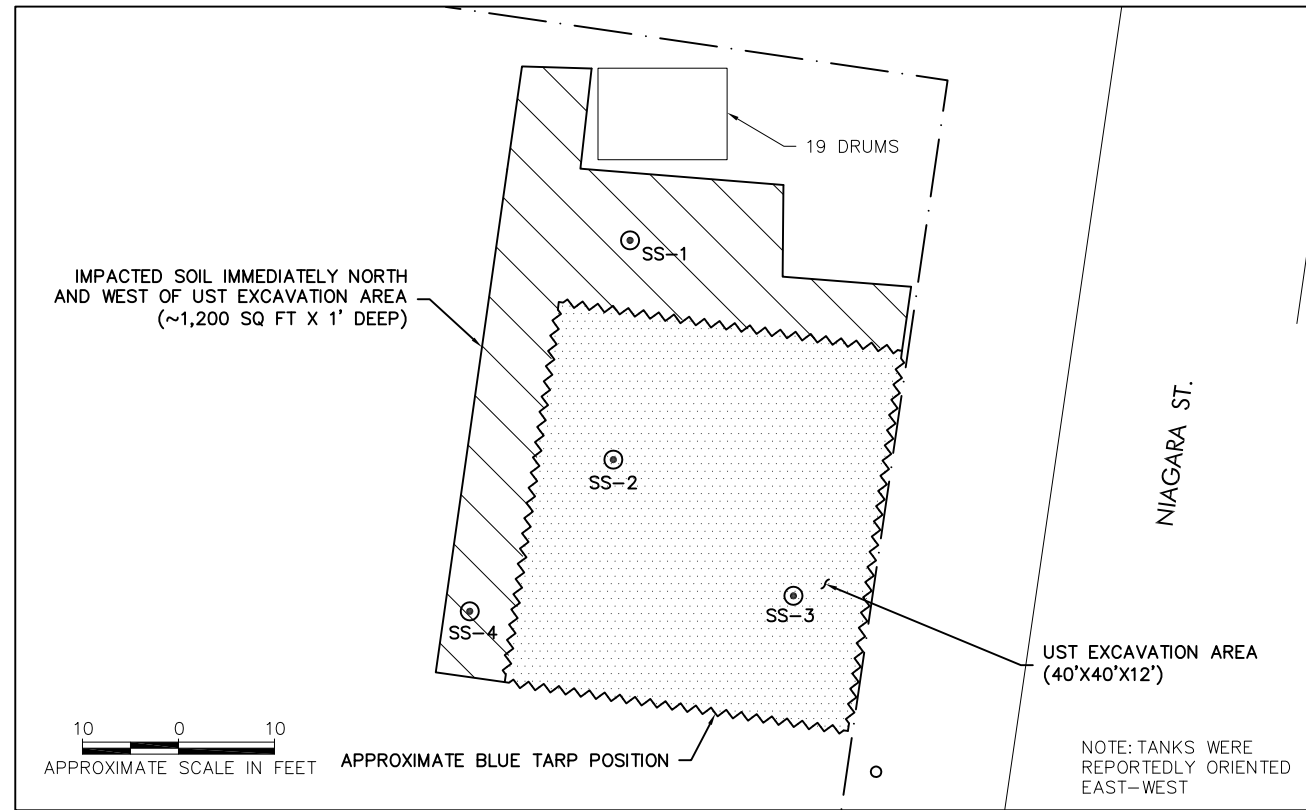 19 DRUMS
SS-1
IMPACTED SOIL IMMEDIATELY NORTH
AND WEST OF UST EXCAVATION AREA
(~1,200 SQ FT X 1' DEEP)
NIAGARA ST.
SS-2
SS-3
SS-4
UST EXCAVATION AREA
(40'X40'X12')
10 0 10
APPROXIMATE SCALE IN FEET
APPROXIMATE BLUE TARP POSITION
NOTE: TANKS WERE
REPORTEDLY ORIENTED
EAST-WEST